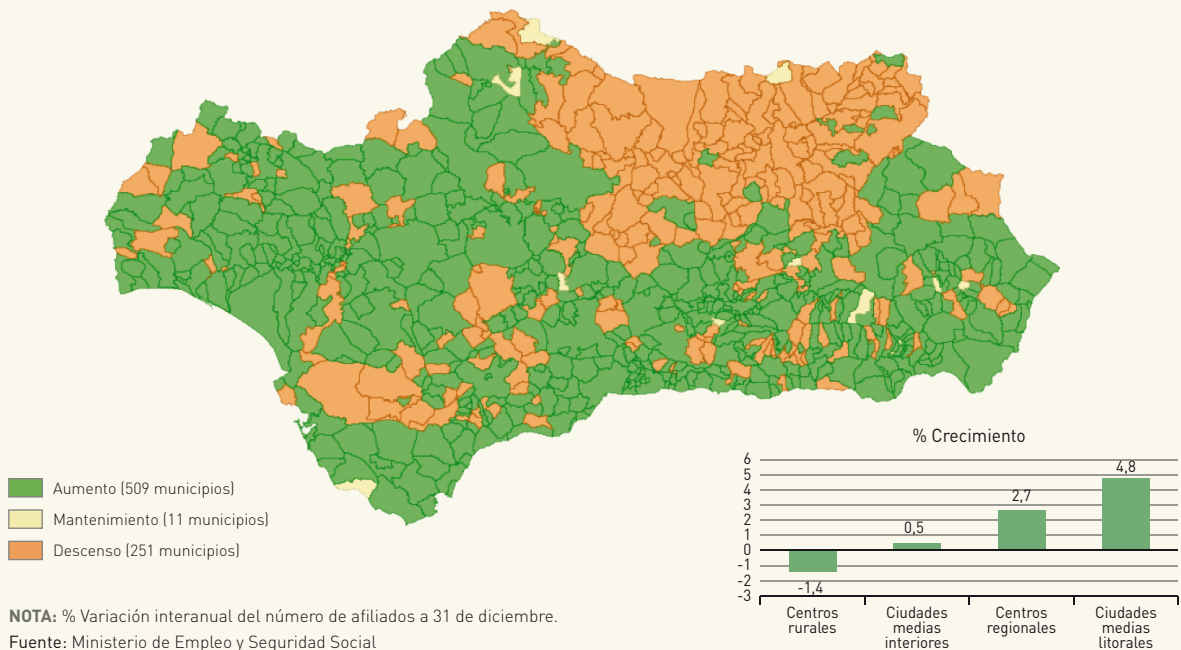 Aumento (509 municipios)
Mantenimiento (11 municipios)
Descenso (251 municipios)
NOTA: % Variación interanual del número de afiliados a 31 de diciembre.
Fuente: Ministerio de Empleo y Seguridad Social
% Crecimiento
6
5
4
3
2
1
0
-1
-2
-3
-1,4
0,5
2,7
4,8
Centros
rurales
Ciudades
medias
interiores
Centros
regionales
Ciudades
medias
litorales